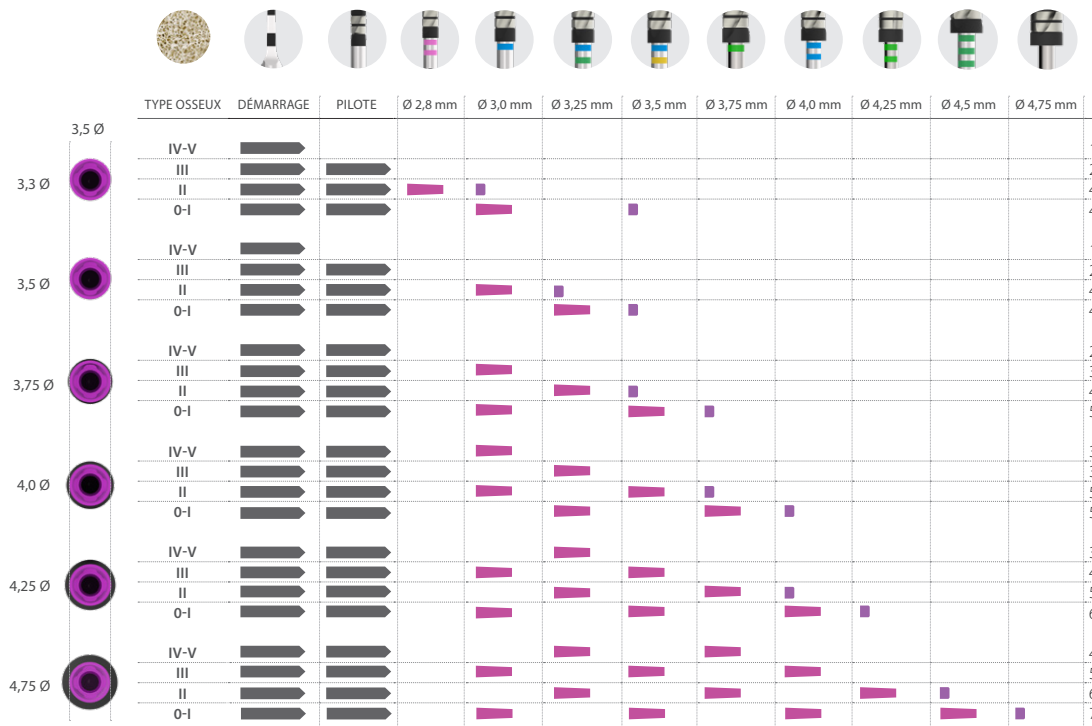 TYPE OSSEUX DÉMARRAGE PILOTE Ø 2,8 mm Ø 3,0 mm Ø 3,25 mm Ø 3,5 mm Ø 3,75 mm Ø 4,0 mm Ø 4,25 mm Ø 4,5 mm Ø 4,75 mm
3,5 Ø
IV-V
III
3,3 Ø
II
0-I
IV-V
III
3,5 Ø
II
0-I
IV-V
III
3,75 Ø
II
0-I
IV-V
III
4,0 Ø
II
0-I
IV-V
III
4,25 Ø
II
0-I
IV-V
III
4,75 Ø
II
0-I